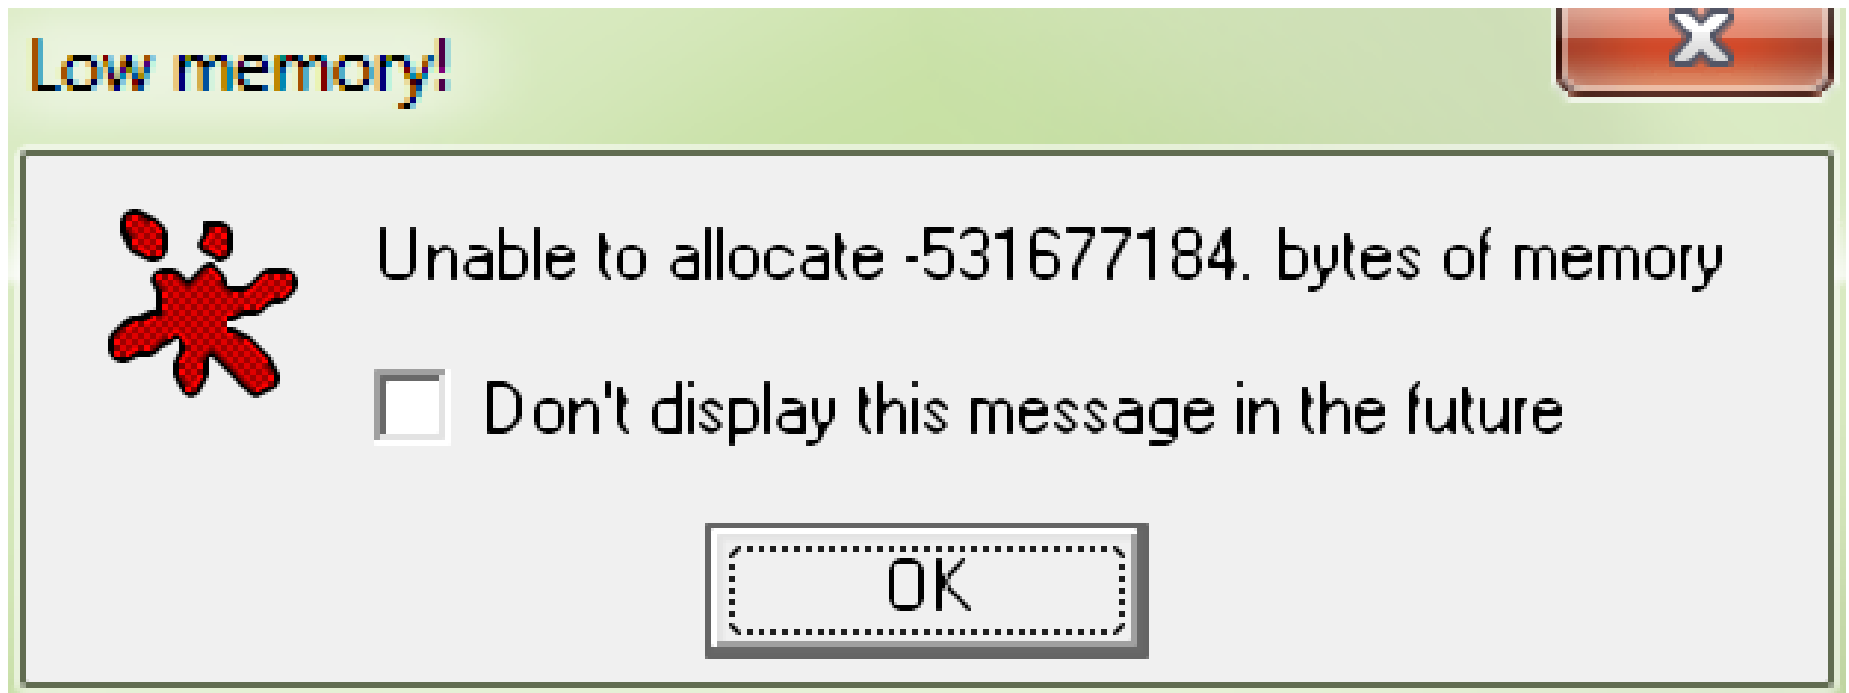 Low memory!
Unable to allocate -531677184. bytes of memory
Don't display this message in the future
OK